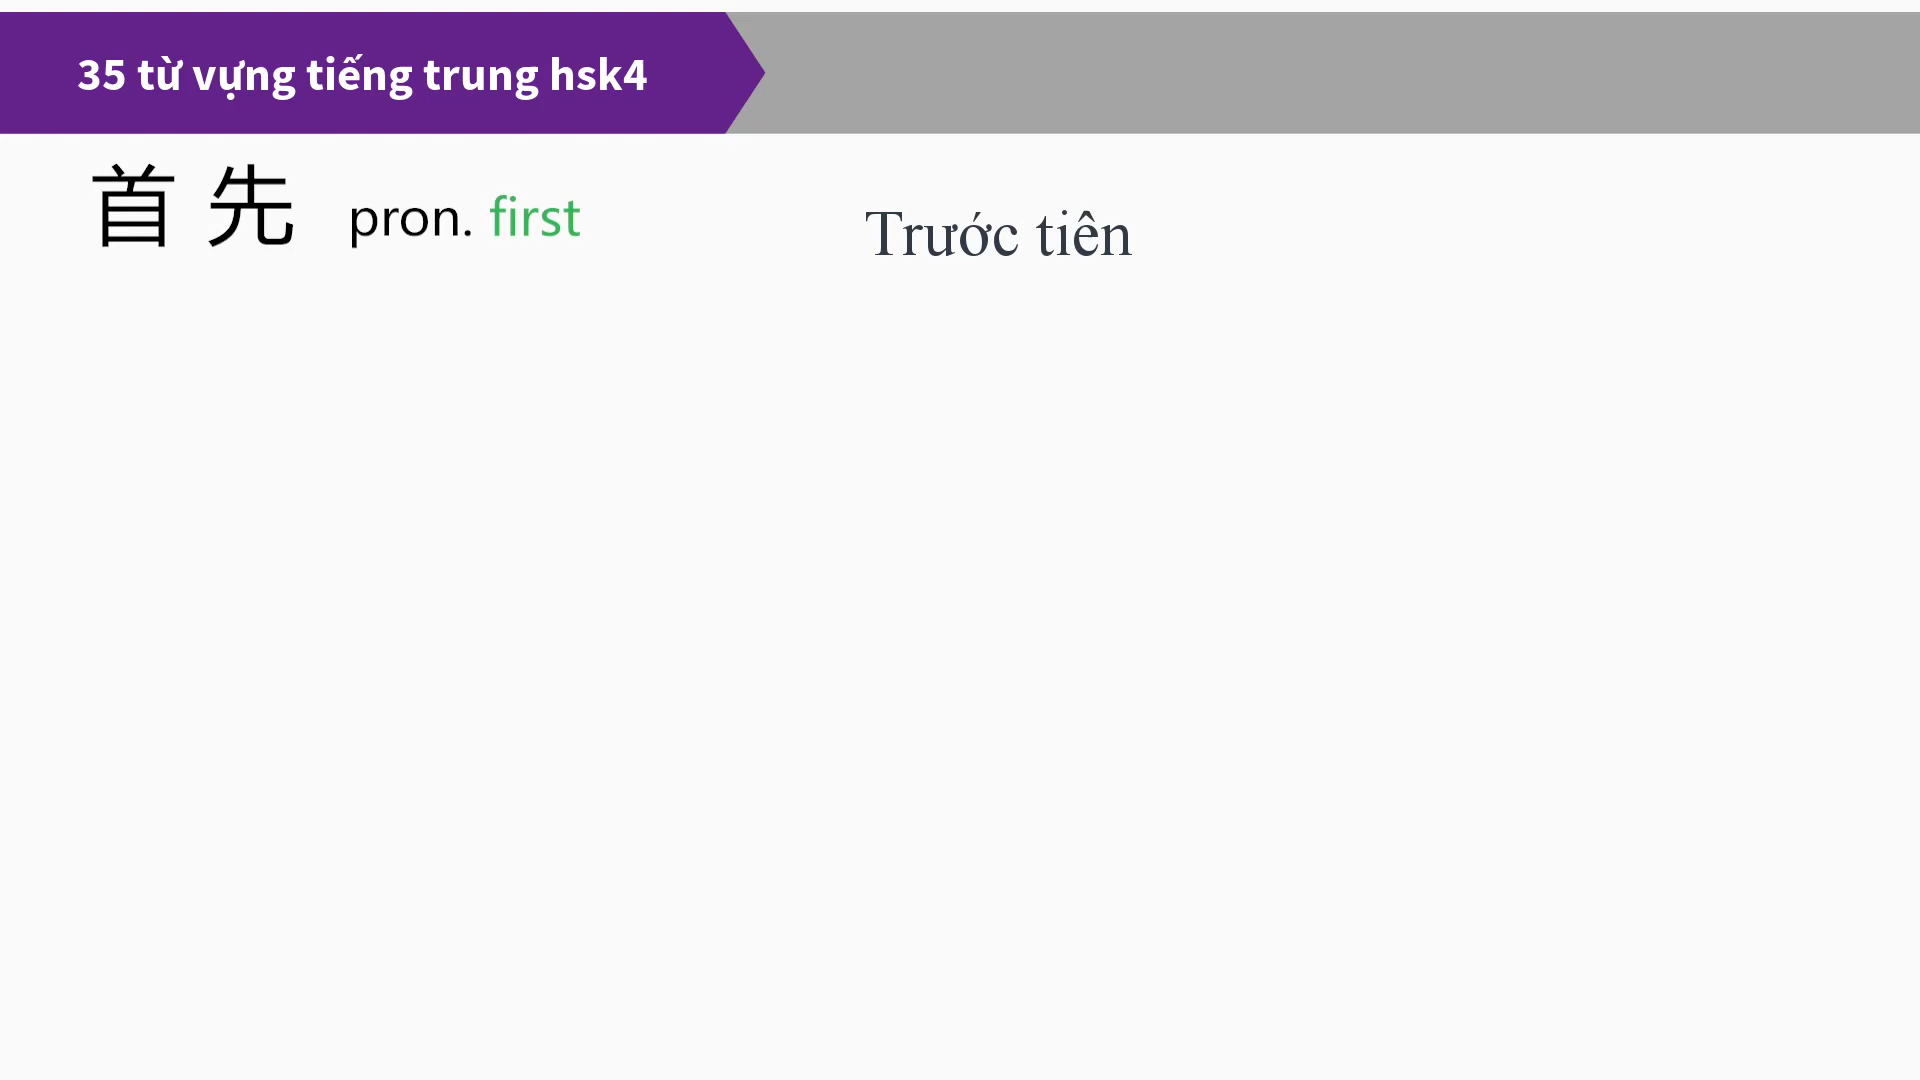 35 từ vựng tiếng trung hsk4
首先 pron. first Trước tiên